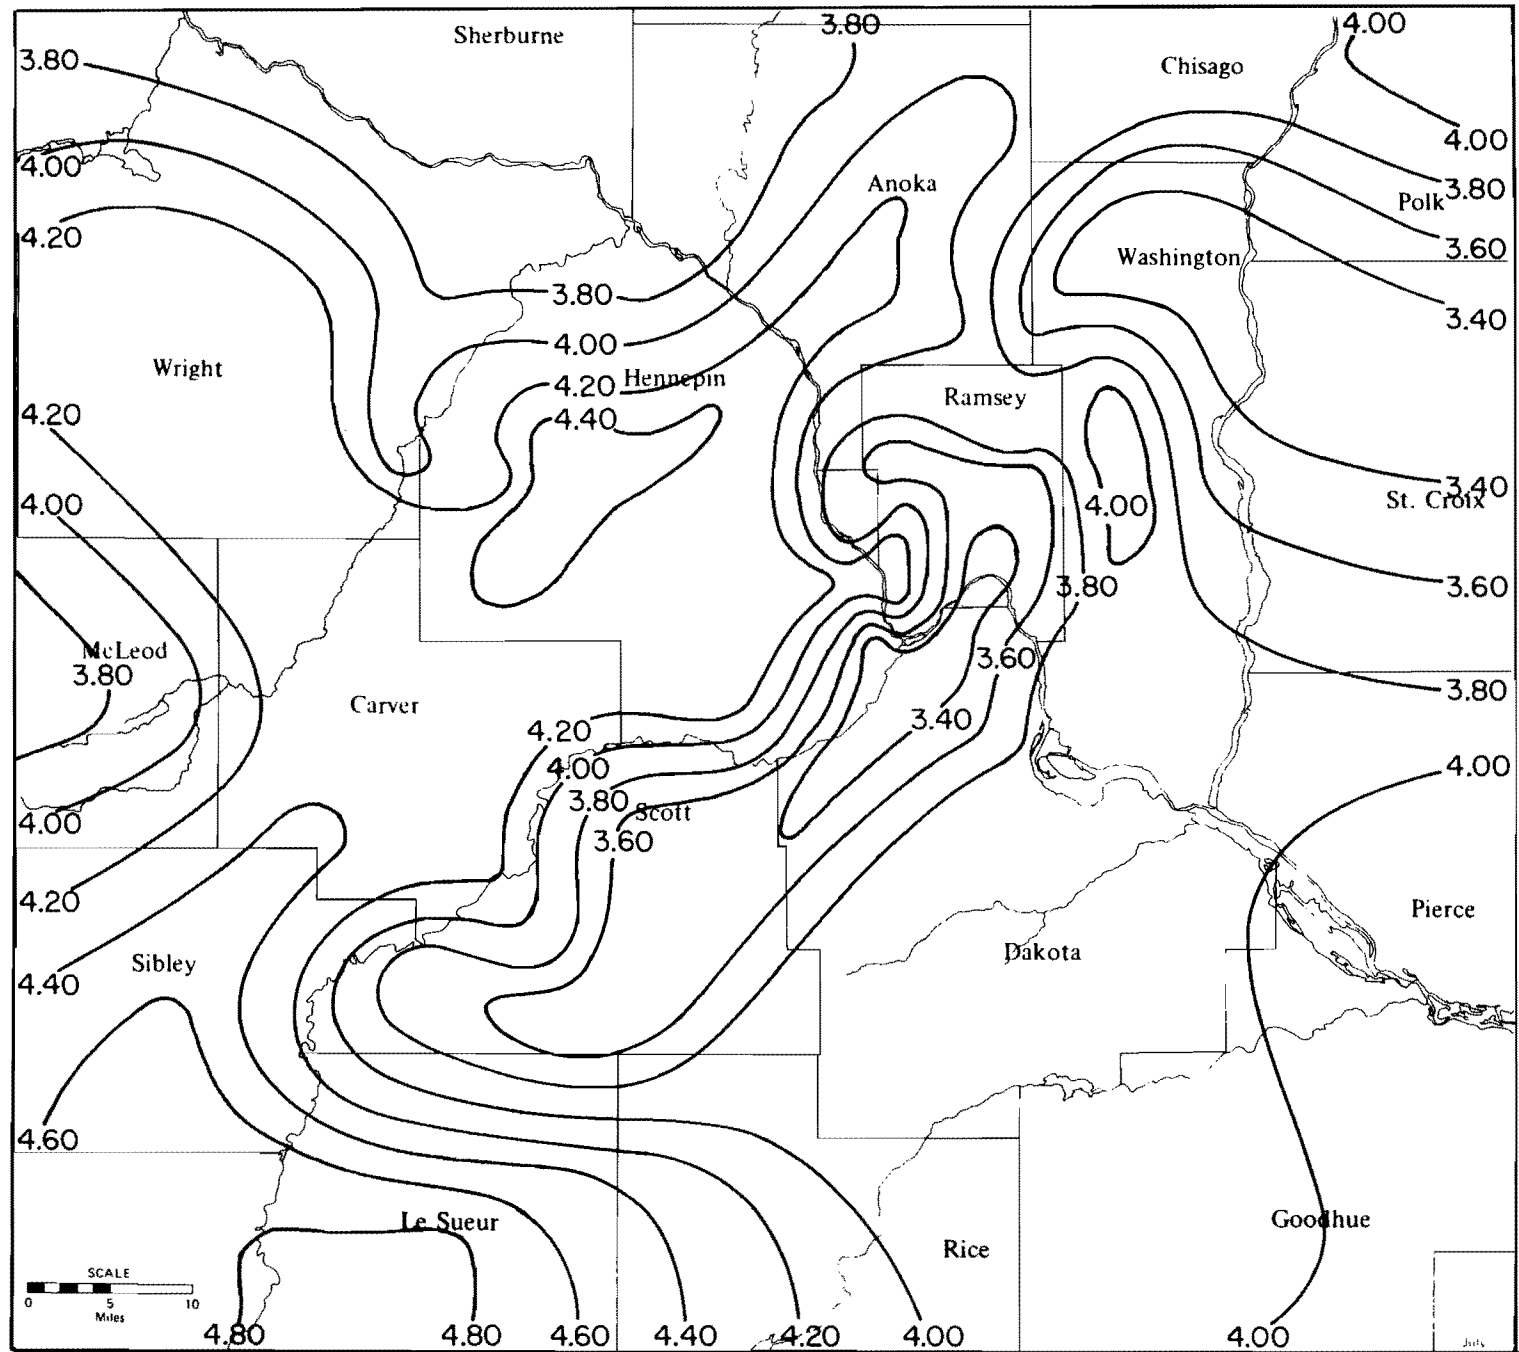 3.80
4.00
Sherburne
3.80
Chisago
4.00
4.00
3.80
Polk
Anoka
4.20
Washington
3.60
3.80
3.40
4.00
Wright
4.20
Hennepin
Ramsey
4.20
4.40
3.40
St. Croix
4.00
4.00
3.80
3.60
McLeod
3.80
3.60
3.80
Carver
3.40
4.20
4.00
4.00
3.80
Scott
4.00
3.60
4.20
Pierce
Dakota
Sibley
4.40
4.60
Le Sueur
Goodhue
Rice
SCALE
0 5 10
Miles
4.80
4.80
4.60
4.40
4.20
4.00
4.00